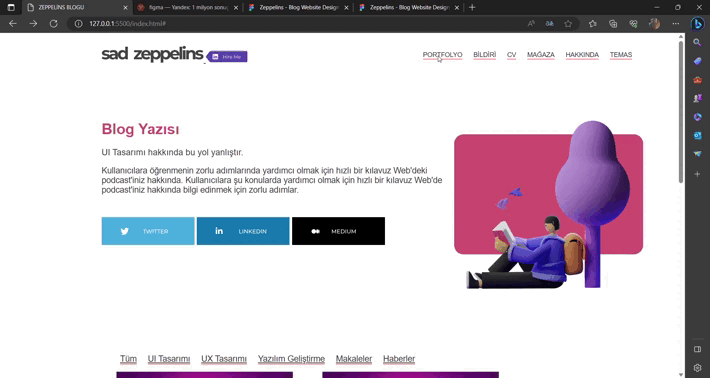 ZEPPELİNS BLOGU
figma — Yandex: 1 milyon sonuç
Zeppelins - Blog Website Design
Zeppelins - Blog Website Design
127.0.0.1:5500/index.html#
sad zeppelins
Hire Me
PORTFOLYO BİLDİRİ CV MAĞAZA HAKKINDA TEMAS
Blog Yazısı
UI Tasarımı hakkında bu yol yanlıştır.
Kullanıcılara öğrenmenin zorlu adımlarında yardımcı olmak için hızlı bir kılavuz Web'deki
podcast'iniz hakkında. Kullanıcılara şu konularda yardımcı olmak için hızlı bir kılavuz Web'de
podcast'iniz hakkında bilgi edinmek için zorlu adımlar.
TWITTER LINKEDIN MEDIUM
Tüm UI Tasarımı UX Tasarımı Yazılım Geliştirme Makaleler Haberler